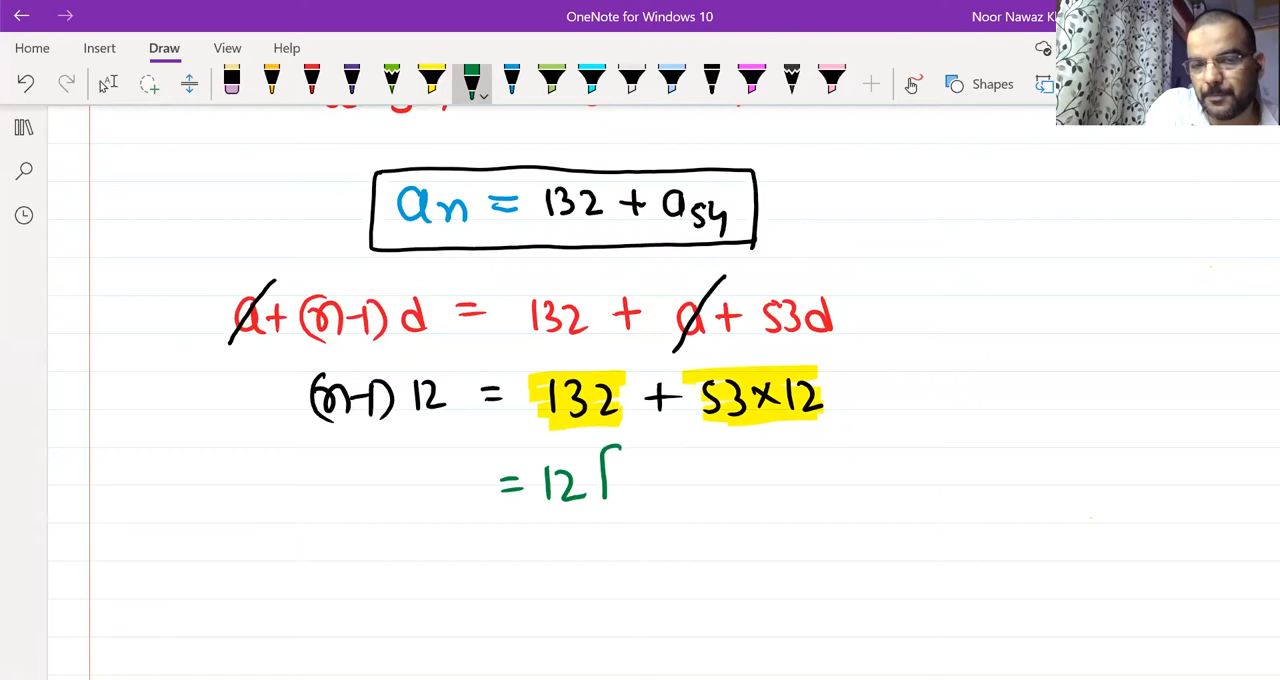 OneNote for Windows 10
Noor Nawaz K
Home Insert Draw View Help
Shapes
an = 132 + a54
a + (n-1) d = 132 + a + 53d
(n-1) 12 = 132 + 53×12
= 12 [